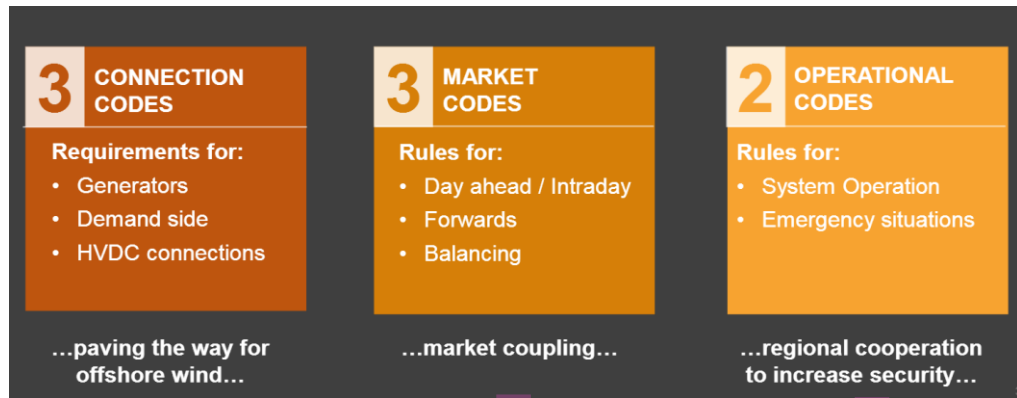 3 CONNECTION
CODES
Requirements for:
• Generators
• Demand side
• HVDC connections
…paving the way for
offshore wind…
3 MARKET
CODES
Rules for:
• Day ahead / Intraday
• Forwards
• Balancing
…market coupling…
2 OPERATIONAL
CODES
Rules for:
• System Operation
• Emergency situations
…regional cooperation
to increase security…